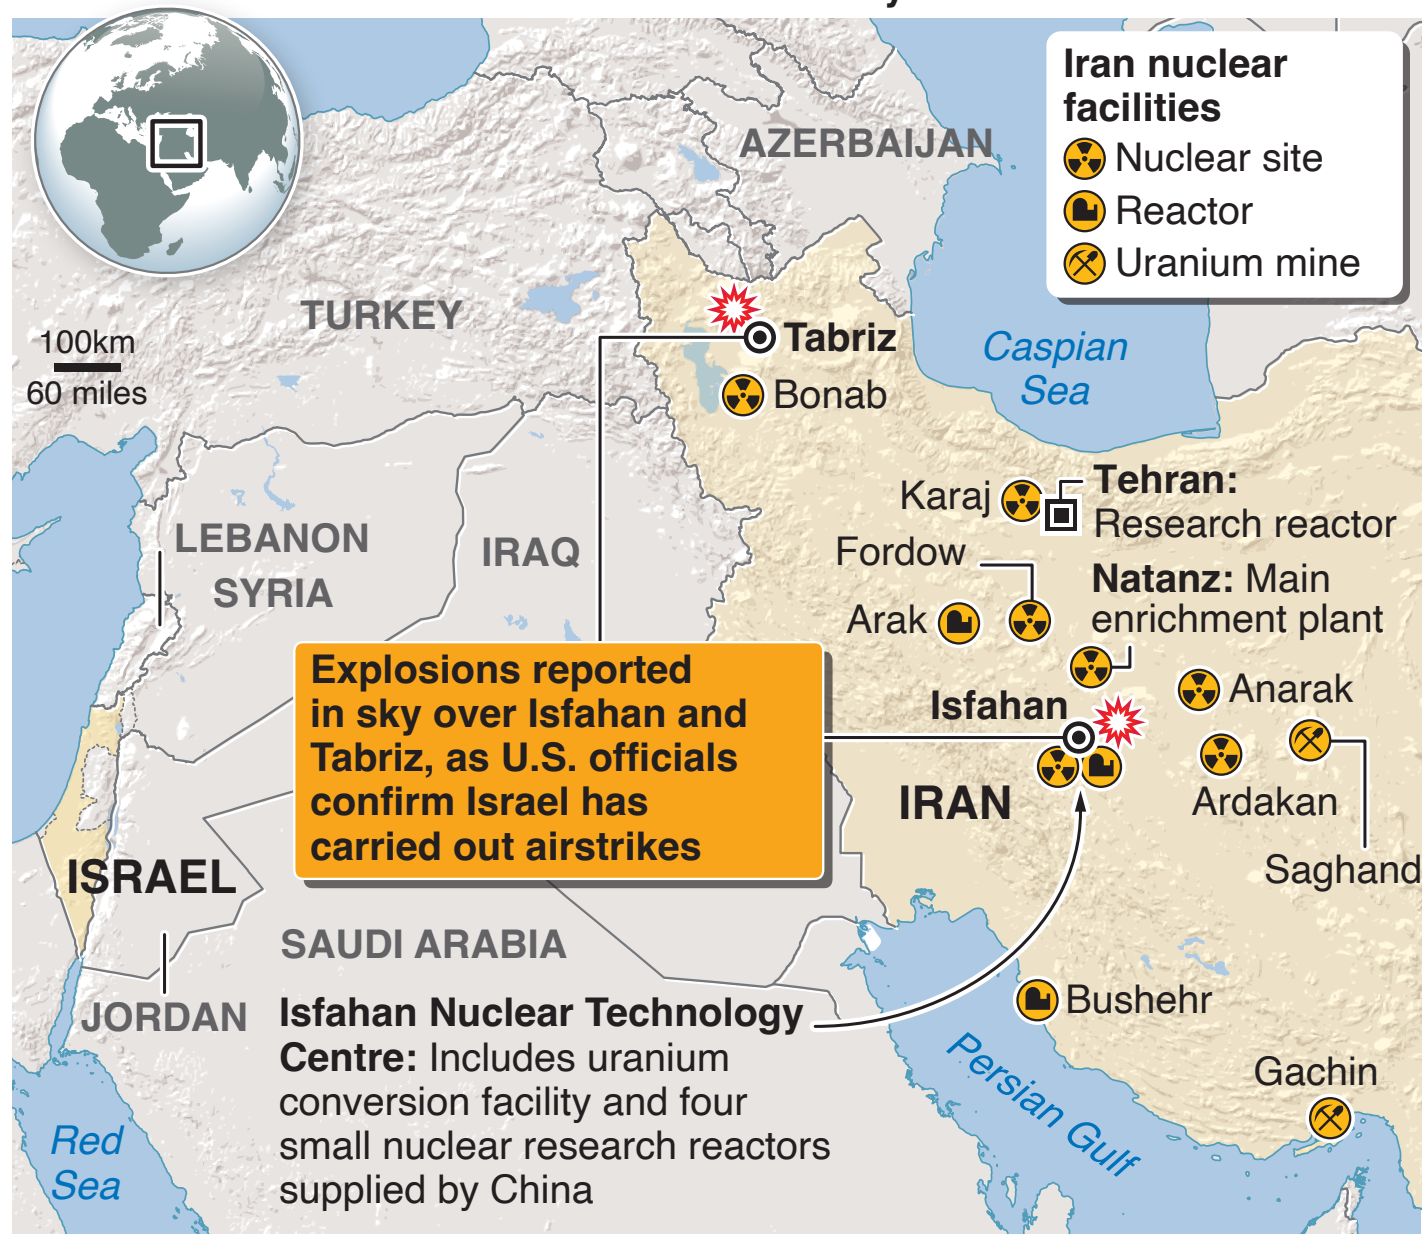 Iran nuclear
facilities
Nuclear site
Reactor
Uranium mine
AZERBAIJAN
TURKEY
100km
60 miles
Tabriz
Caspian
Sea
Bonab
Karaj
Tehran:
Research reactor
LEBANON
SYRIA
IRAQ
Fordow
Natanz: Main
enrichment plant
Arak
Explosions reported
in sky over Isfahan and
Tabriz, as U.S. officials
confirm Israel has
carried out airstrikes
Isfahan
Anarak
IRAN
Ardakan
Saghand
ISRAEL
SAUDI ARABIA
JORDAN
Isfahan Nuclear Technology
Centre: Includes uranium
conversion facility and four
small nuclear research reactors
supplied by China
Bushehr
Persian Gulf
Gachin
Red
Sea